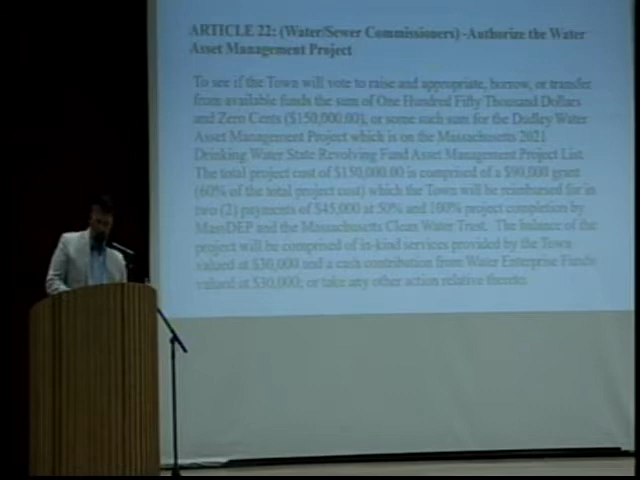 ARTICLE 22: (Water/Sewer Commissioners) -Authorize the Water
Asset Management Project
To see if the Town will vote to raise and appropriate, borrow, or transfer
from available funds the sum of One Hundred Fifty Thousand Dollars
and Zero Cents ($150,000.00), or some such sum for the Dudley Water
Asset Management Project which is on the Massachusetts 2021
Drinking Water State Revolving Fund Asset Management Project List.
The total project cost of $150,000.00 is comprised of a $90,000 grant
(60% of the total project cost) which the Town will be reimbursed for in
two (2) payments of $45,000 at 50% and 100% project completion by
MassDEP and the Massachusetts Clean Water Trust. The balance of the
project will be comprised of in-kind services provided by the Town
valued at $30,000 and a cash contribution from Water Enterprise Funds
valued at $30,000; or take any other action relative thereto.